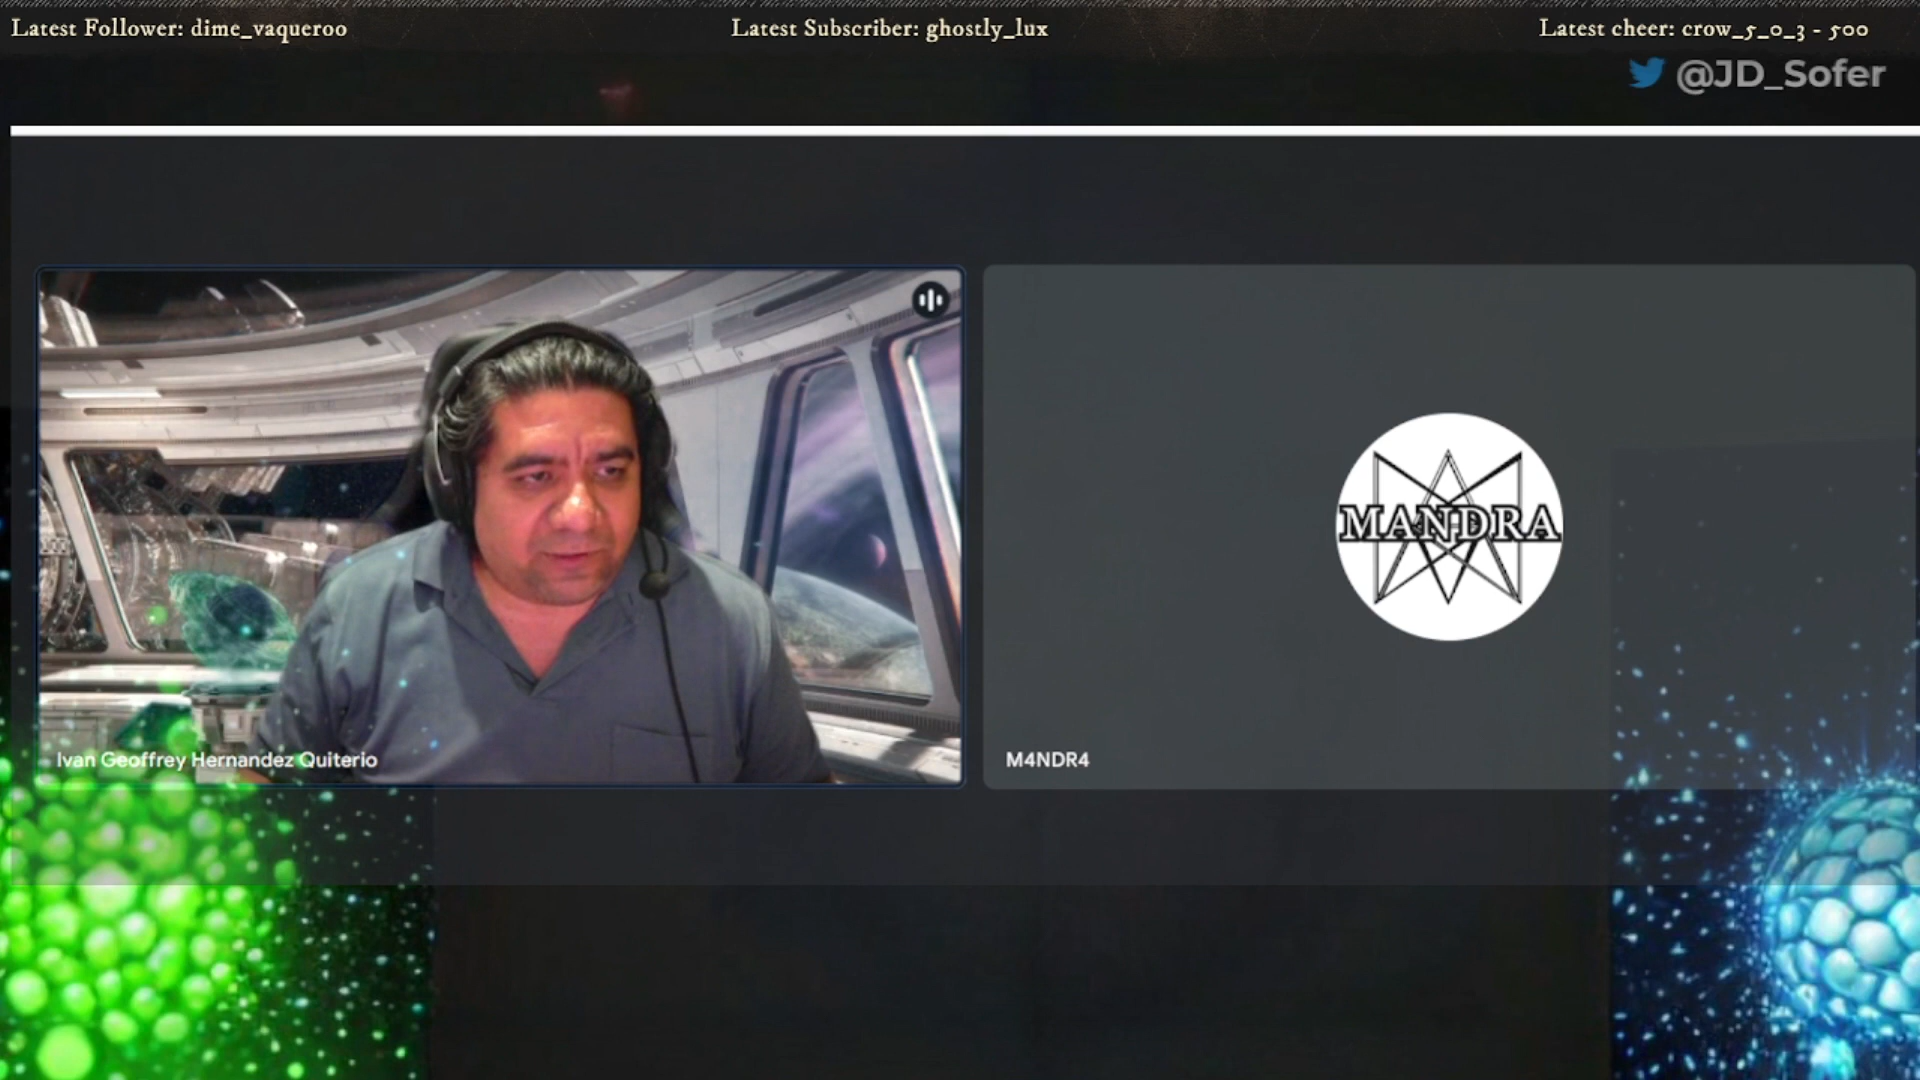 Latest Follower: dime_vaqueroo
Latest Subscriber: ghostly_lux
Latest cheer: crow_5_0_3 - 500
@JD_Sofer
MANDRA
Ivan Geoffrey Hernandez Quiterio
M4NDR4